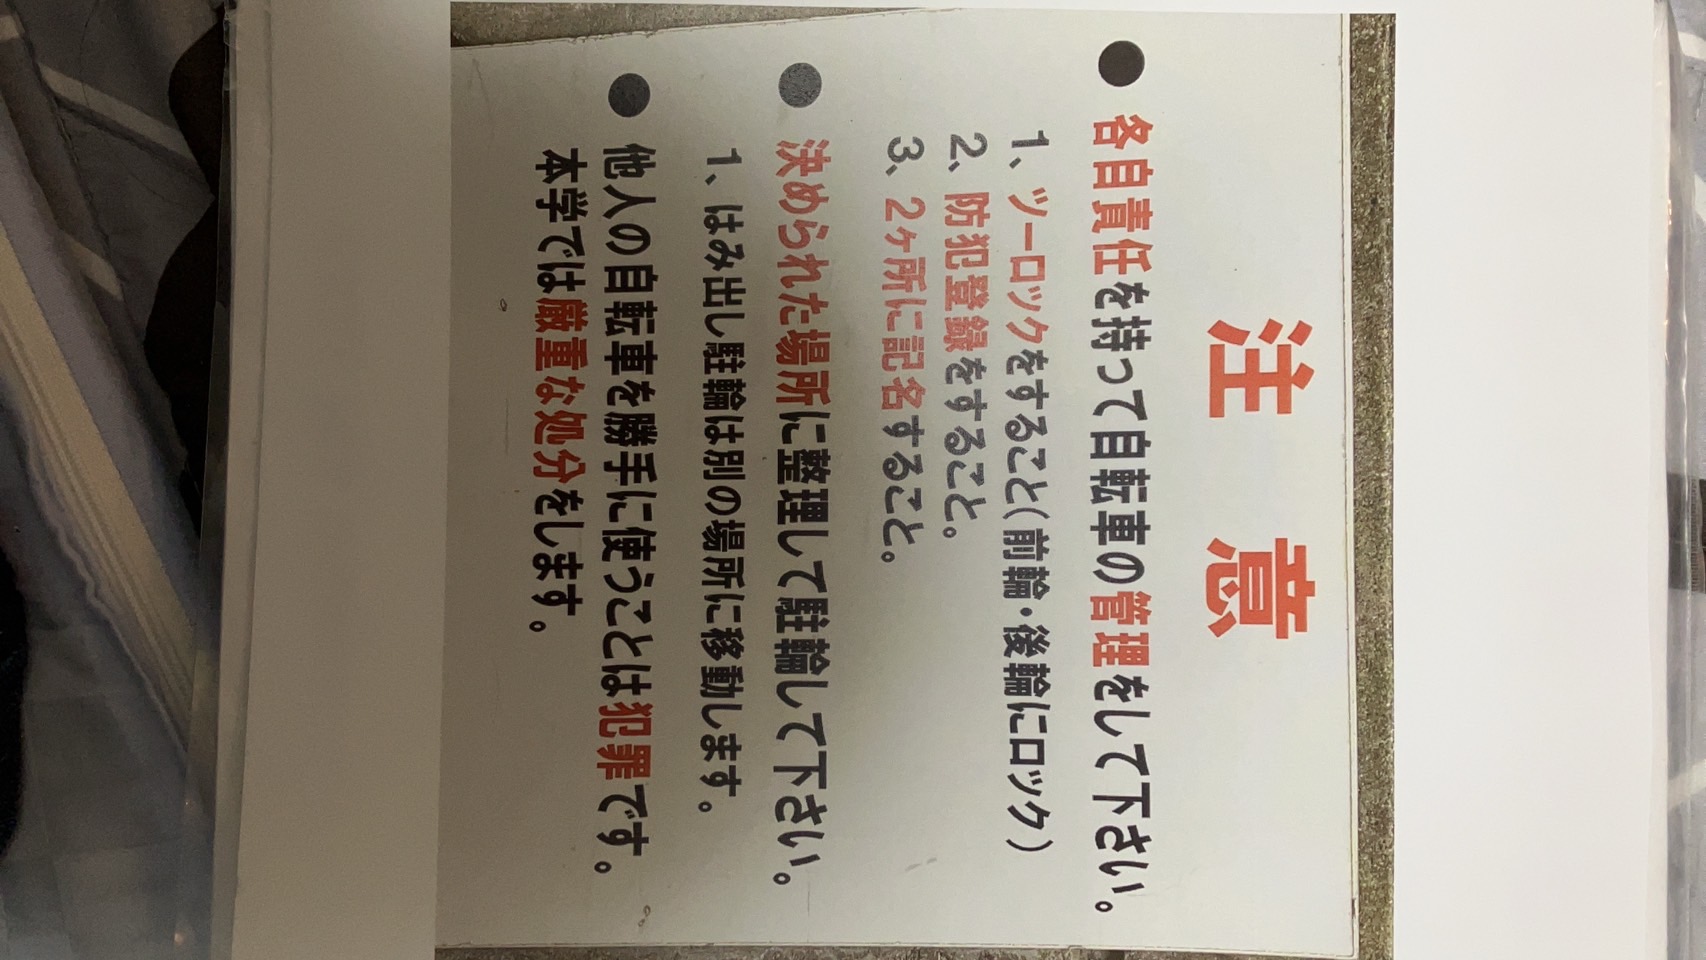 注 意
● 各自責任を持って自転車の管理をして下さい。
1、ツーロックをすること(前輪・後輪にロック)
2、防犯登録をすること。
3、2ヶ所に記名すること。
● 決められた場所に整理して駐輪して下さい。
1、はみ出し駐輪は別の場所に移動します。
● 他人の自転車を勝手に使うことは犯罪です。
本学では厳重な処分をします。